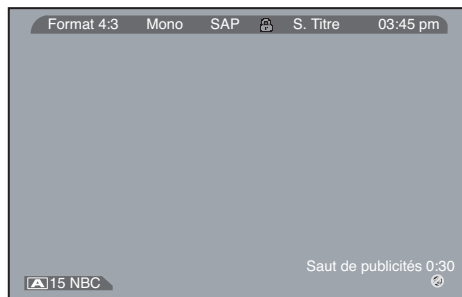 Format 4:3 Mono SAP S. Titre 03:45 pm
Saut de publicités 0:30
A 15 NBC